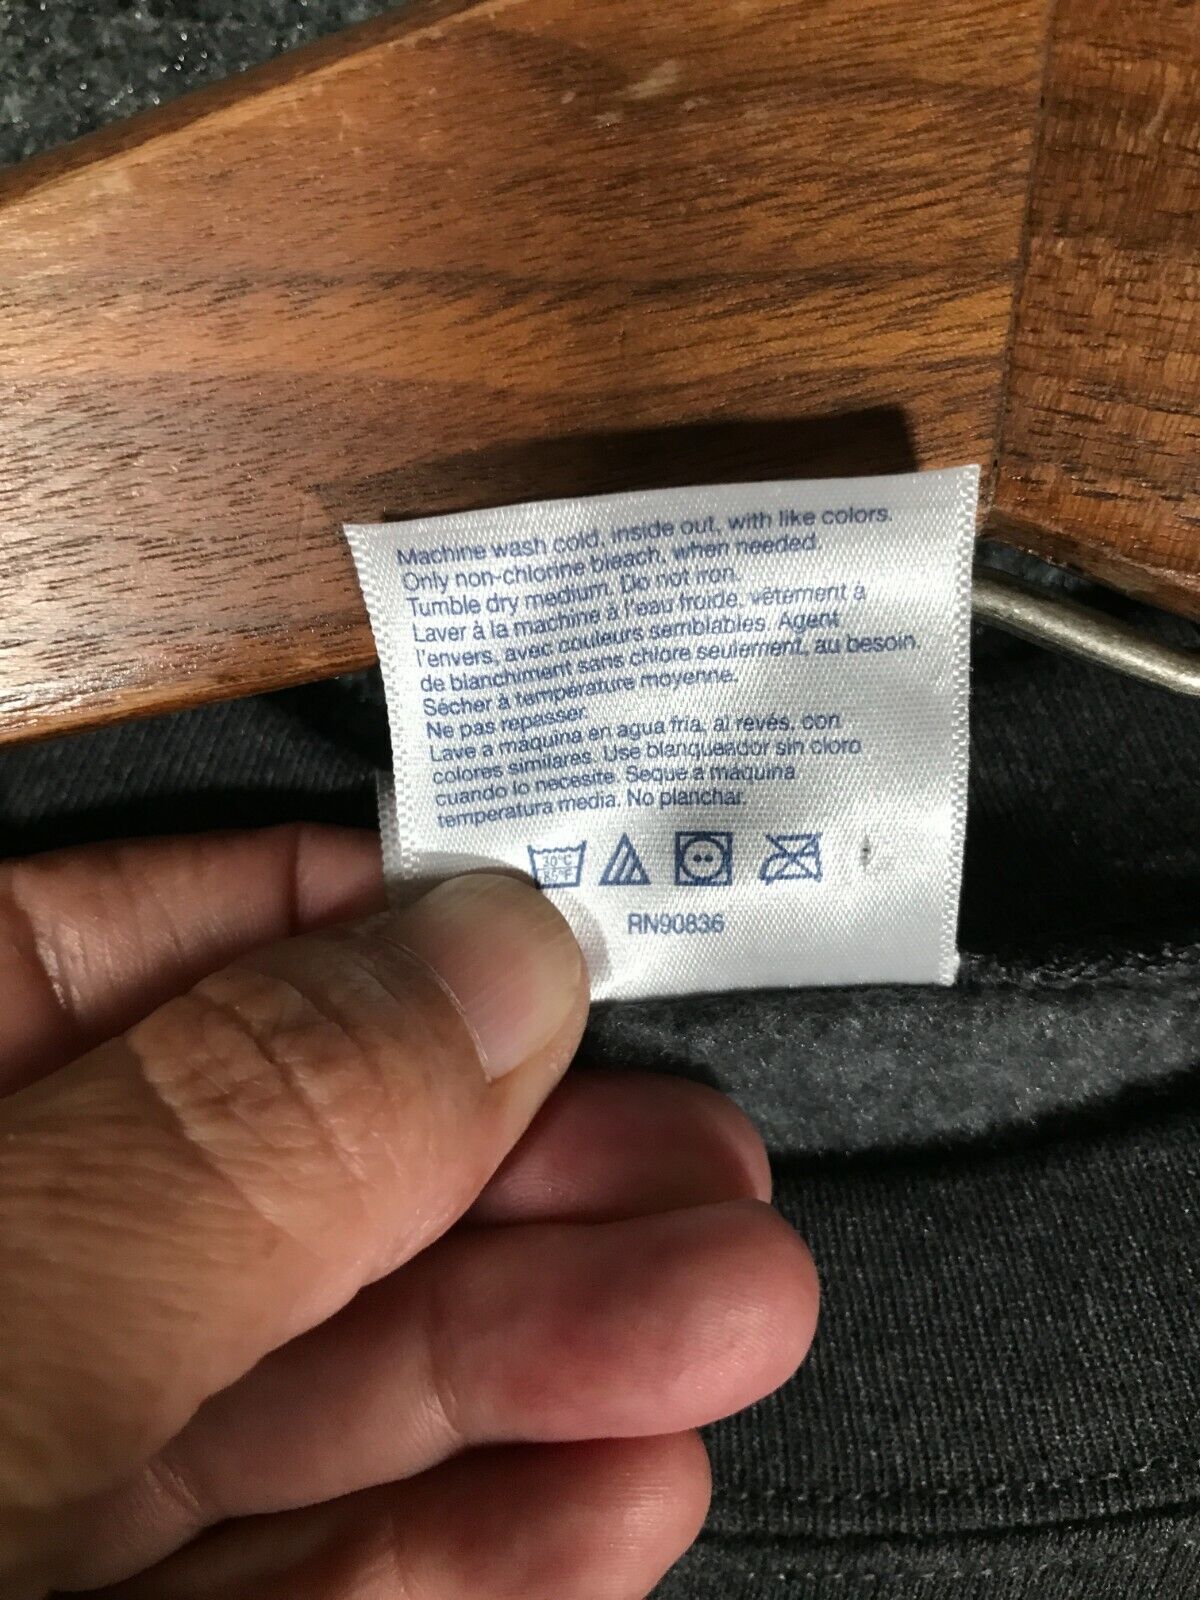 Machine wash cold, inside out, with like colors.
Only non-chlorine bleach, when needed.
Tumble dry medium. Do not iron.
Laver à la machine à l'eau froide, vêtement à
l'envers, avec couleurs semblables. Agent
de blanchiment sans chlore seulement, au besoin.
Sécher à température moyenne.
Ne pas repasser.
Lave a máquina en agua fria, al revés, con
colores similares. Use blanqueador sin cloro
cuando lo necesite. Seque a máquina
temperatura media. No planchar.
30°C
85°F
RN90836